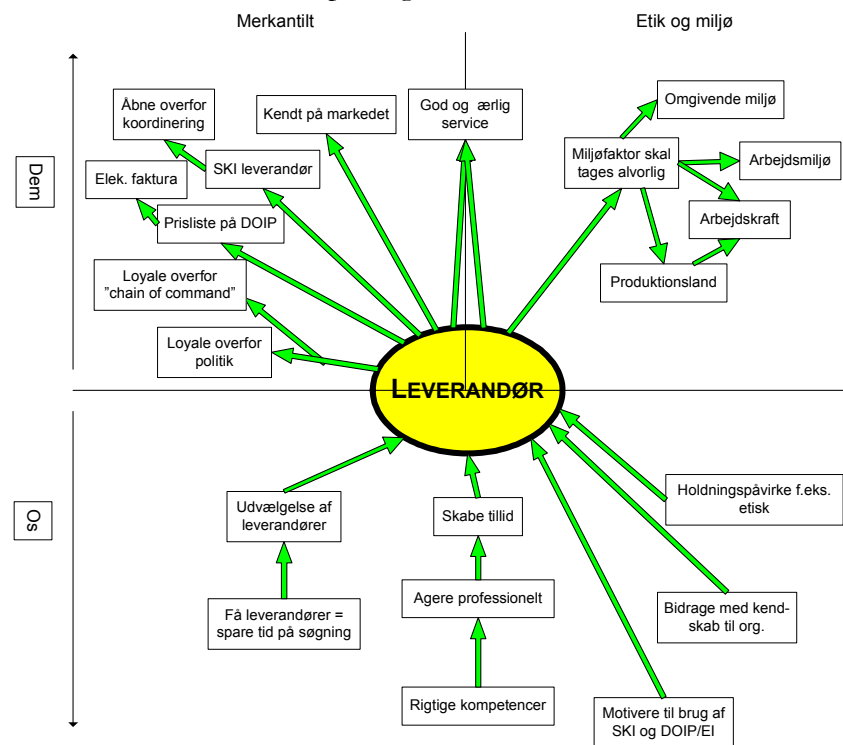 Merkantilt
Etik og miljø
Dem
Os
Åbne overfor
koordinering
Kendt på markedet
God og ærlig
service
Omgivende miljø
Miljøfaktor skal
tages alvorlig
Arbejdsmiljø
Elek. faktura
SKI leverandør
Arbejdskraft
Prisliste på DOIP
Produktionsland
Loyale overfor
”chain of command”
Loyale overfor
politik
LEVERANDØR
Udvælgelse af
leverandører
Skabe tillid
Holdningspåvirke f.eks.
etisk
Få leverandører =
spare tid på søgning
Agere professionelt
Bidrage med kend-
skab til org.
Rigtige kompetencer
Motivere til brug af
SKI og DOIP/EI